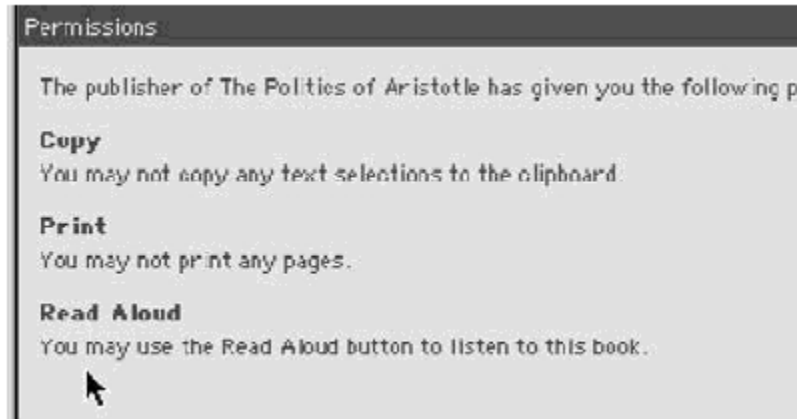 Permissions
The publisher of The Politics of Aristotle has given you the following p
Copy
You may not copy any text selections to the clipboard.
Print
You may not print any pages.
Read Aloud
You may use the Read Aloud button to listen to this book.